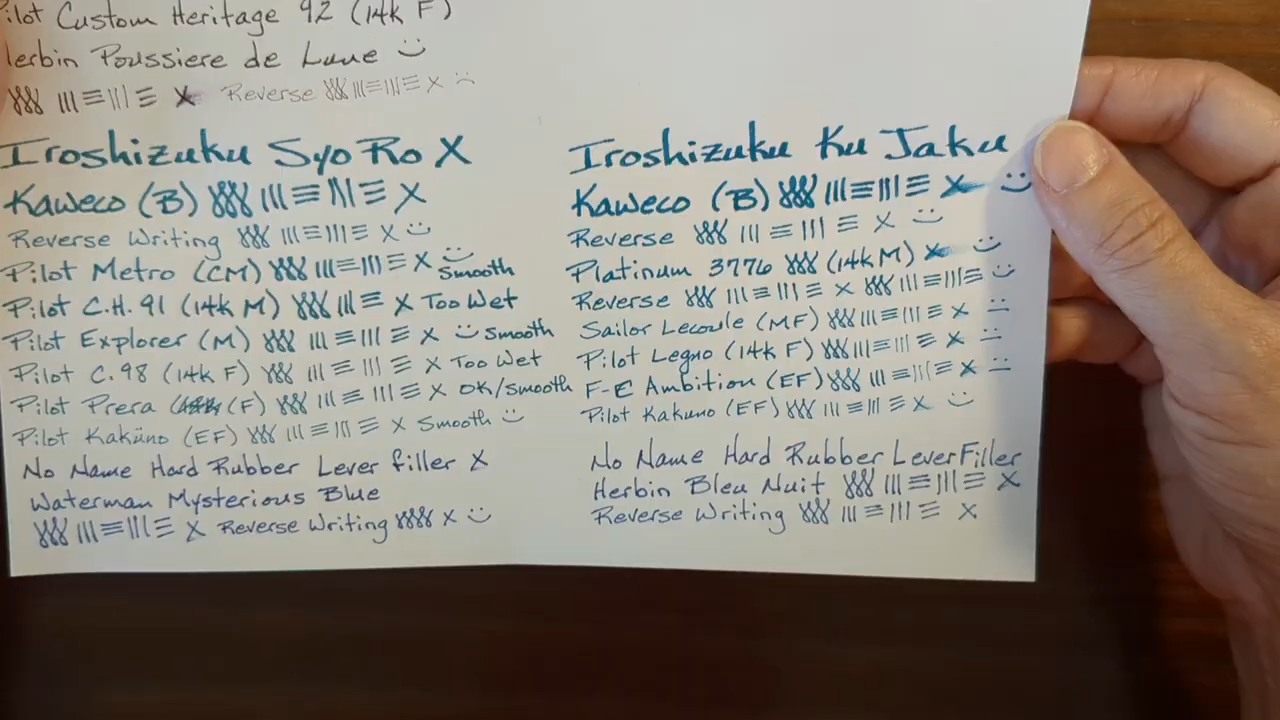 ilot Custom Heritage 92 (14k F)
lerbin Poussiere de Lune
Reverse X
Iroshizuku Syo Ro X
Kaweco (B) X
Reverse Writing X
Pilot Metro (CM) X Smooth
Pilot C.H. 91 (14k M) X Too Wet
Pilot Explorer (M) X Smooth
Pilot C. 98 (14k F) X Too Wet
Pilot Prera (F) X OK/smooth
Pilot Kaküno (EF) X Smooth
No Name Hard Rubber Lever filler X
Waterman Mysterious Blue
X Reverse Writing X
Iroshizuku Ku Jaku
Kaweco (B) X
Reverse X
Platinum 3776 (14k M) X
Reverse X
Sailor Lecoule (MF) X
Pilot Legno (14k F) X
F-E Ambition (EF) X
Pilot Kakuno (EF) X
No Name Hard Rubber Lever Filler
Herbin Bleu Nuit X
Reverse Writing X